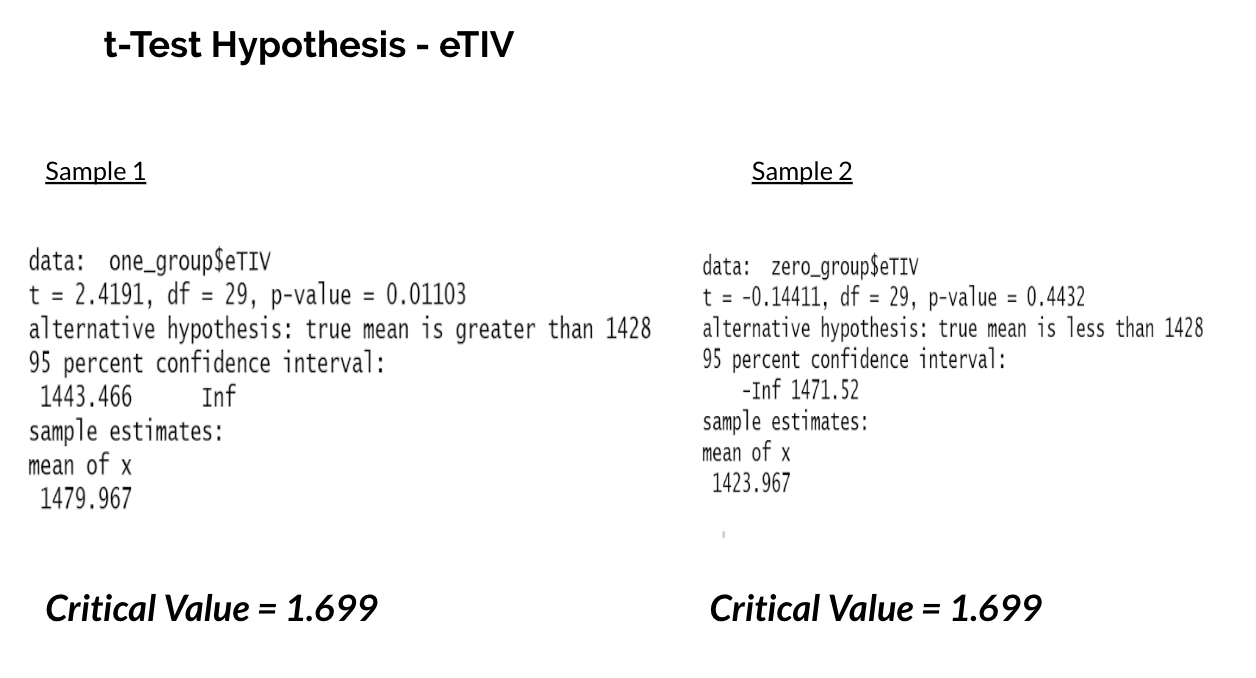 t-Test Hypothesis - eTIV
Sample 1
data:  one_group$eTIV
t = 2.4191, df = 29, p-value = 0.01103
alternative hypothesis: true mean is greater than 1428
95 percent confidence interval:
 1443.466      Inf
sample estimates:
mean of x
 1479.967
Critical Value = 1.699
Sample 2
data:  zero_group$eTIV
t = -0.14411, df = 29, p-value = 0.4432
alternative hypothesis: true mean is less than 1428
95 percent confidence interval:
    -Inf 1471.52
sample estimates:
mean of x
 1423.967
Critical Value = 1.699